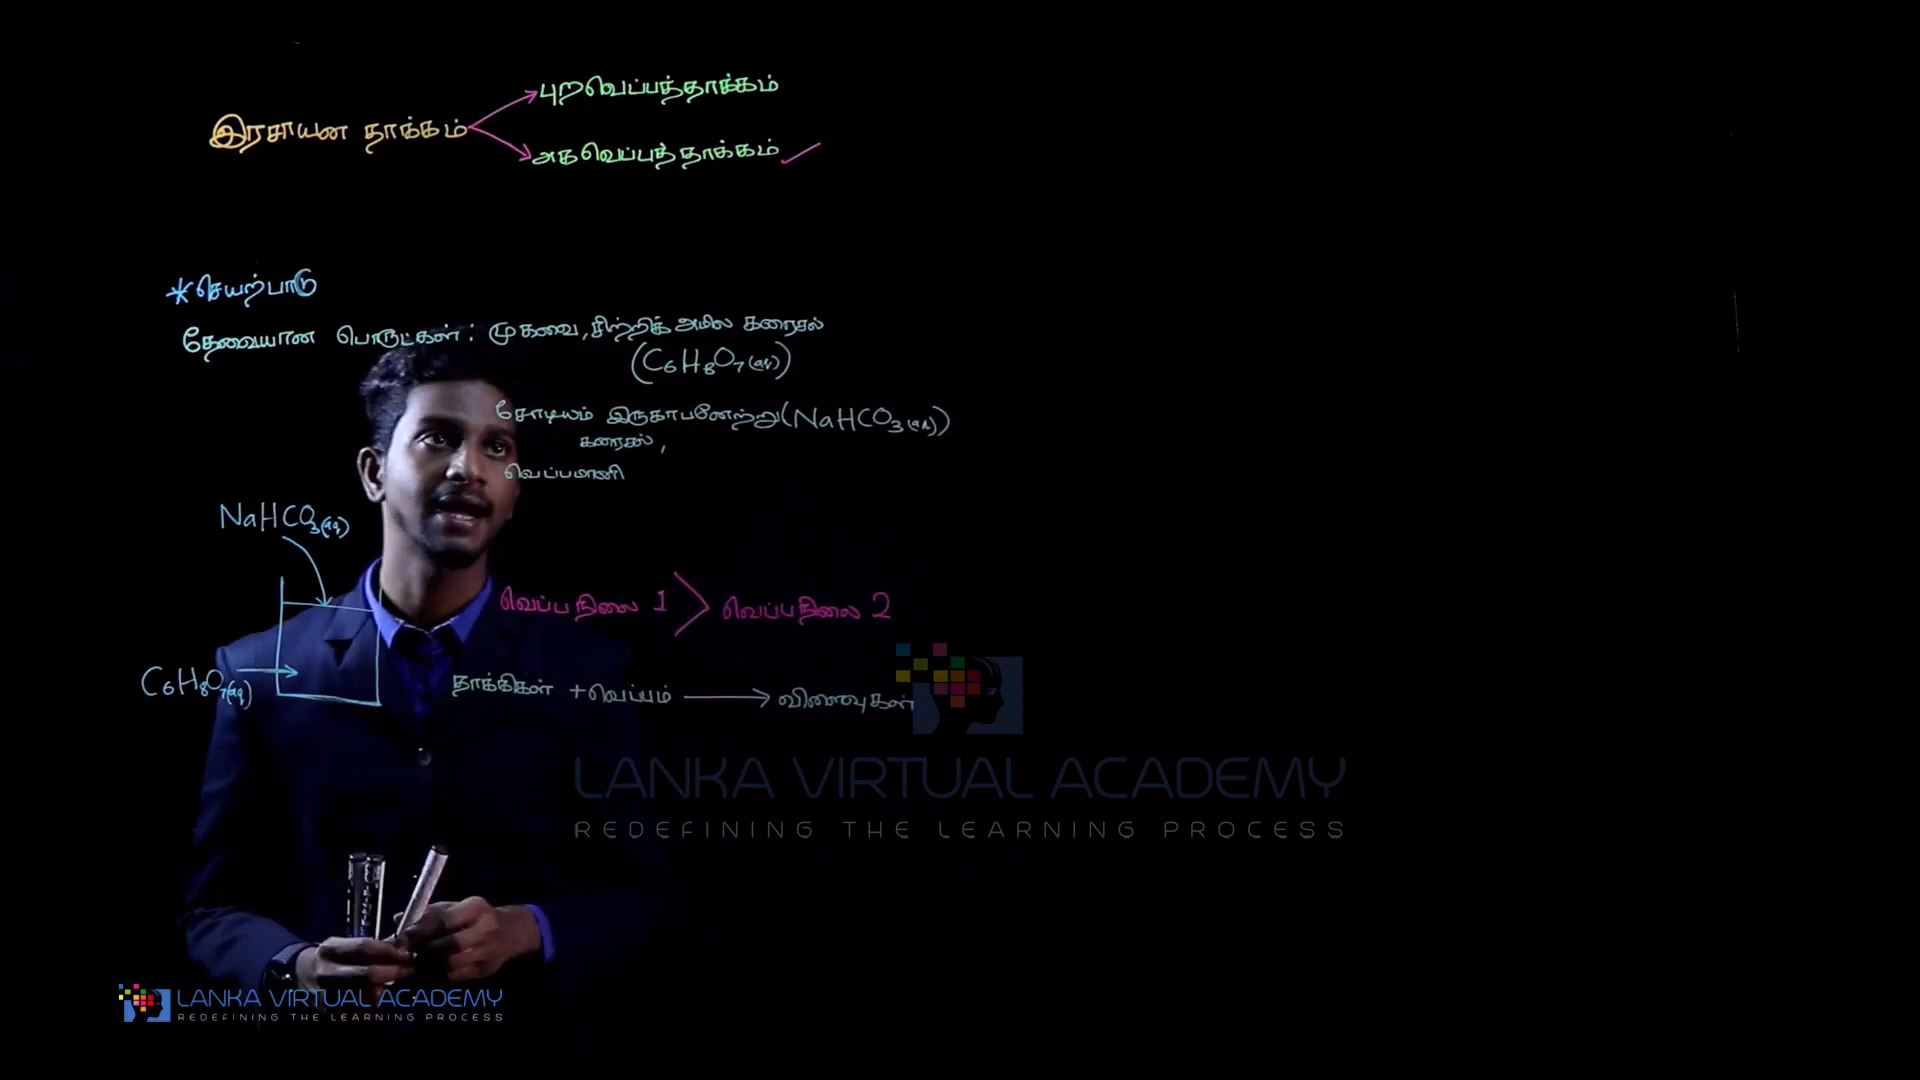 புறவெப்பத்தாக்கம்
இரசாயன தாக்கம்
அகவெப்பத்தாக்கம்
*செயற்பாடு
தேவையான பொருட்கள் : முகவை, சிற்றிக் அமில கரைசல்
(C6H8O7(aq))
சோடியம் இருகாபனேற்று (NaHCO3(aq))
கரைசல்,
வெப்பமானி
NaHCO3(aq)
வெப்பநிலை 1 > வெப்பநிலை 2
C6H8O7(aq)
தாக்கிகள் + வெப்பம் → விளைவுகள்
LANKA VIRTUAL ACADEMY
REDEFINING THE LEARNING PROCESS
LANKA VIRTUAL ACADEMY
REDEFINING THE LEARNING PROCESS